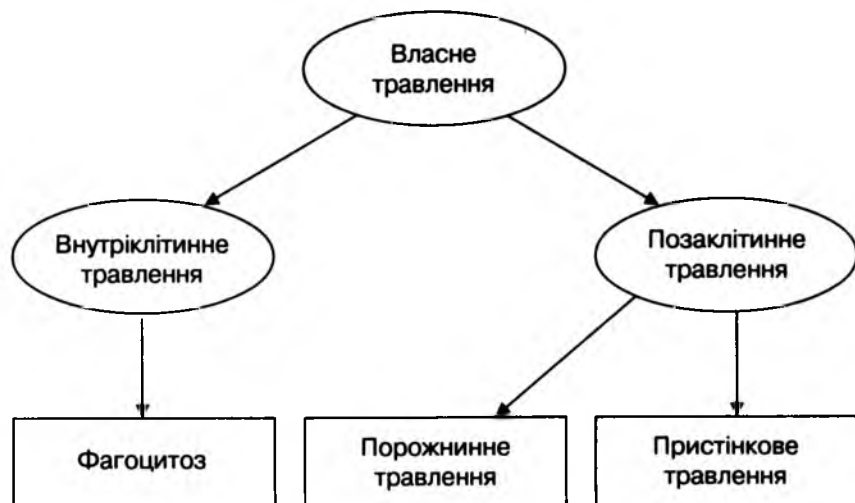 Власне
травлення
Внутріклітинне
травлення
Позаклітинне
травлення
Фагоцитоз
Порожнинне
травлення
Пристінкове
травлення